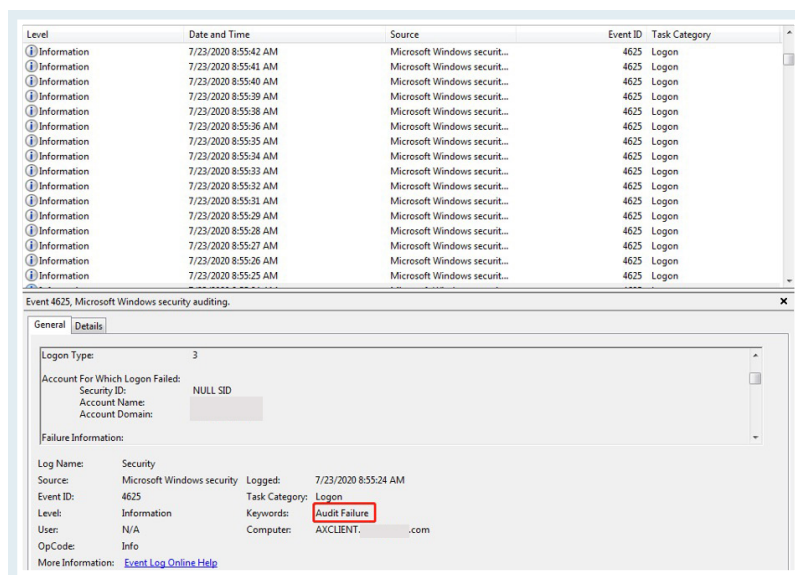 Level Date and Time Source Event ID Task Category
Information 7/23/2020 8:55:42 AM Microsoft Windows securit... 4625 Logon
Information 7/23/2020 8:55:41 AM Microsoft Windows securit... 4625 Logon
Information 7/23/2020 8:55:40 AM Microsoft Windows securit... 4625 Logon
Information 7/23/2020 8:55:39 AM Microsoft Windows securit... 4625 Logon
Information 7/23/2020 8:55:38 AM Microsoft Windows securit... 4625 Logon
Information 7/23/2020 8:55:36 AM Microsoft Windows securit... 4625 Logon
Information 7/23/2020 8:55:35 AM Microsoft Windows securit... 4625 Logon
Information 7/23/2020 8:55:34 AM Microsoft Windows securit... 4625 Logon
Information 7/23/2020 8:55:33 AM Microsoft Windows securit... 4625 Logon
Information 7/23/2020 8:55:32 AM Microsoft Windows securit... 4625 Logon
Information 7/23/2020 8:55:31 AM Microsoft Windows securit... 4625 Logon
Information 7/23/2020 8:55:29 AM Microsoft Windows securit... 4625 Logon
Information 7/23/2020 8:55:28 AM Microsoft Windows securit... 4625 Logon
Information 7/23/2020 8:55:27 AM Microsoft Windows securit... 4625 Logon
Information 7/23/2020 8:55:26 AM Microsoft Windows securit... 4625 Logon
Information 7/23/2020 8:55:25 AM Microsoft Windows securit... 4625 Logon
Event 4625, Microsoft Windows security auditing.
General Details
Logon Type: 3
Account For Which Logon Failed:
Security ID: NULL SID
Account Name:
Account Domain:
Failure Information:
Log Name: Security
Source: Microsoft Windows security Logged: 7/23/2020 8:55:24 AM
Event ID: 4625 Task Category: Logon
Level: Information Keywords: Audit Failure
User: N/A Computer: AXCLIENT. .com
OpCode: Info
More Information: Event Log Online Help